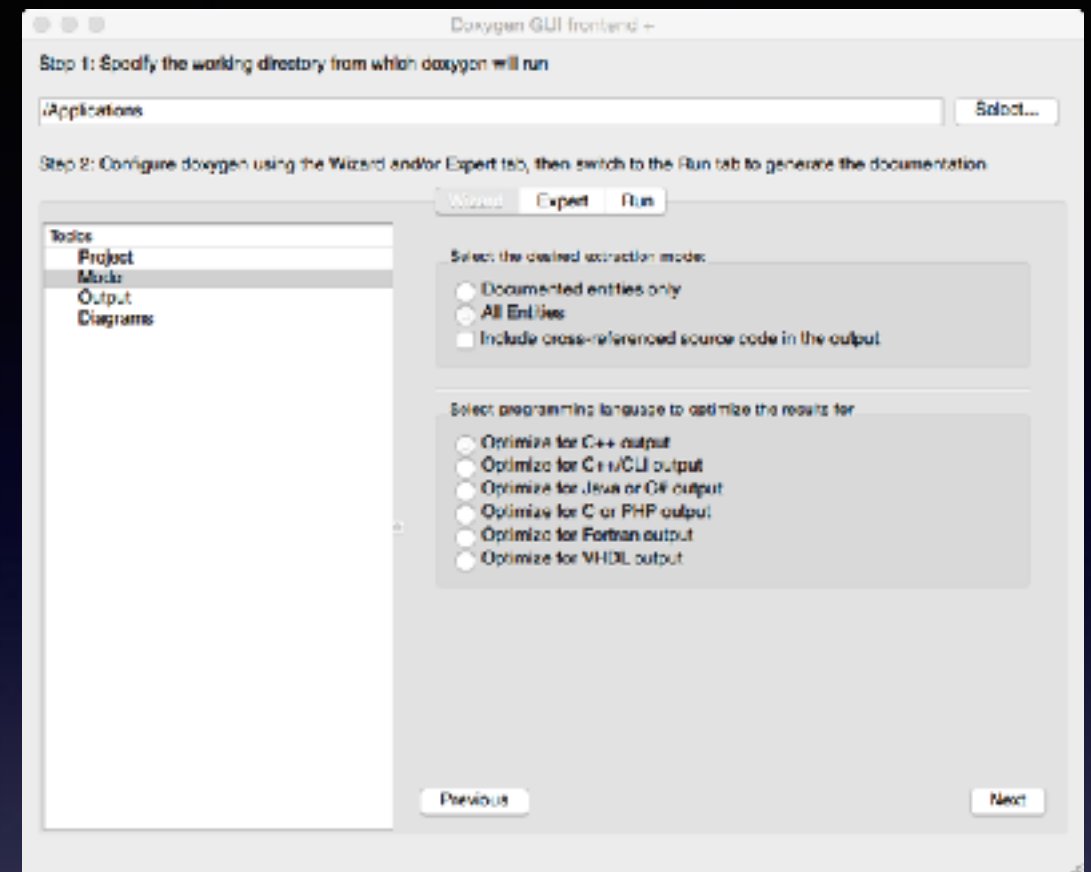 Doxygen GUI frontend +
Step 1: Specify the working directory from which doxygen will run
/Applications
Select...
Step 2: Configure doxygen using the Wizard and/or Expert tab, then switch to the Run tab to generate the documentation
Wizard Expert Run
Topics
Project
Mode
Output
Diagrams
Select the desired extraction mode:
Documented entities only
All Entities
Include cross-referenced source code in the output
Select programming language to optimize the results for
Optimize for C++ output
Optimize for C++/CLI output
Optimize for Java or C# output
Optimize for C or PHP output
Optimize for Fortran output
Optimize for VHDL output
Previous
Next